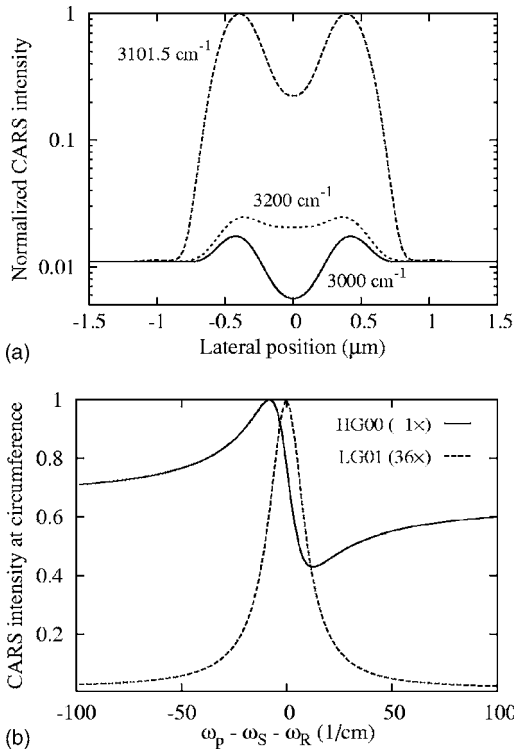 1
0.1
0.01
Normalized CARS intensity
3101.5 cm⁻¹
3200 cm⁻¹
3000 cm⁻¹
-1.5 -1 -0.5 0 0.5 1 1.5
Lateral position (μm)
(a)
1
0.8
0.6
0.4
0.2
CARS intensity at circumference
HG00 ( 1×)
LG01 (36×)
-100 -50 0 50 100
ωP - ωS - ωR (1/cm)
(b)